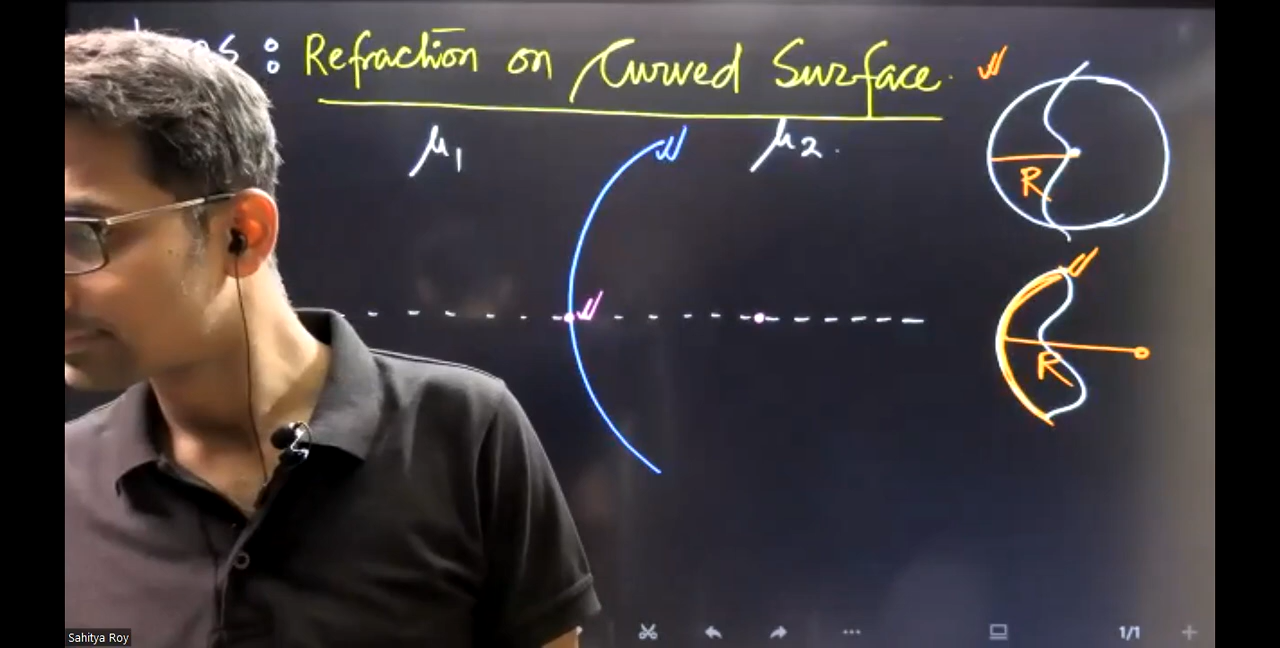 : Refraction on Curved Surface.
μ1
μ2.
R
R
Sahitya Roy
1/1